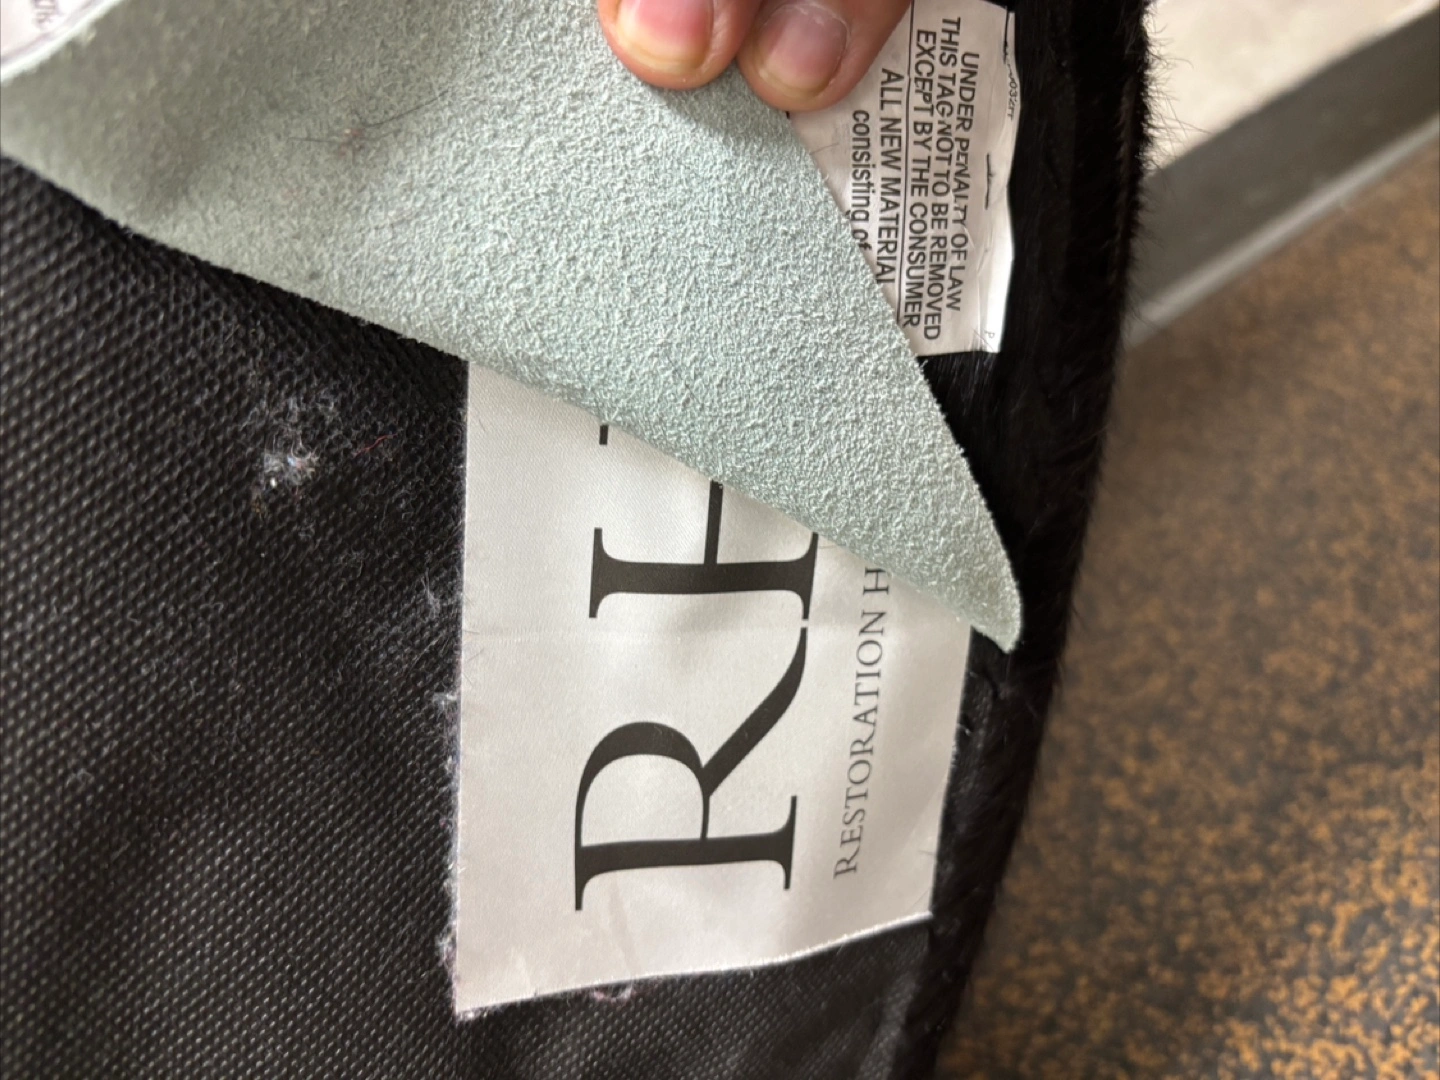 UNDER PENALTY OF LAW
THIS TAG NOT TO BE REMOVED
EXCEPT BY THE CONSUMER
ALL NEW MATERIAL
consisting of
RH
RESTORATION H